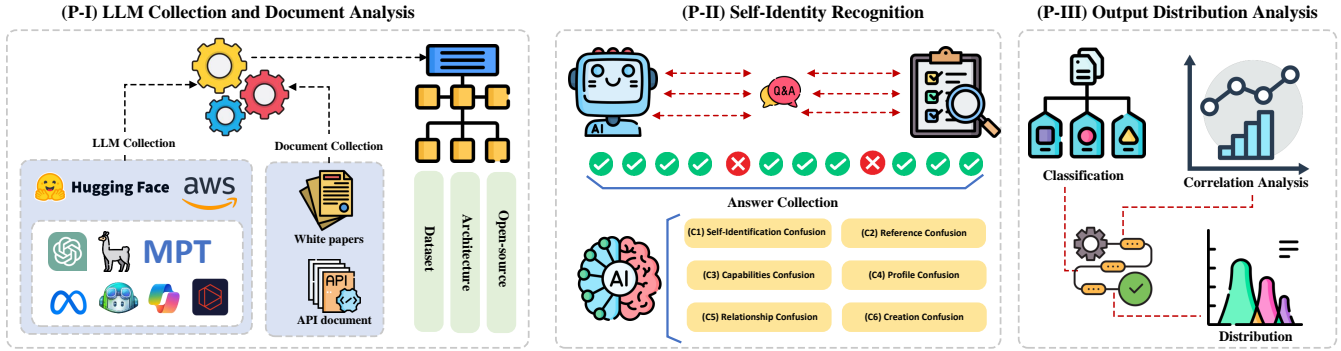 (P-I) LLM Collection and Document Analysis
LLM Collection
Document Collection
Hugging Face
aws
MPT
White papers
API
API document
Dataset
Architecture
Open-source
(P-II) Self-Identity Recognition
AI
Q&A
Answer Collection
AI
(C1) Self-Identification Confusion
(C2) Reference Confusion
(C3) Capabilities Confusion
(C4) Profile Confusion
(C5) Relationship Confusion
(C6) Creation Confusion
(P-III) Output Distribution Analysis
Classification
Correlation Analysis
Distribution